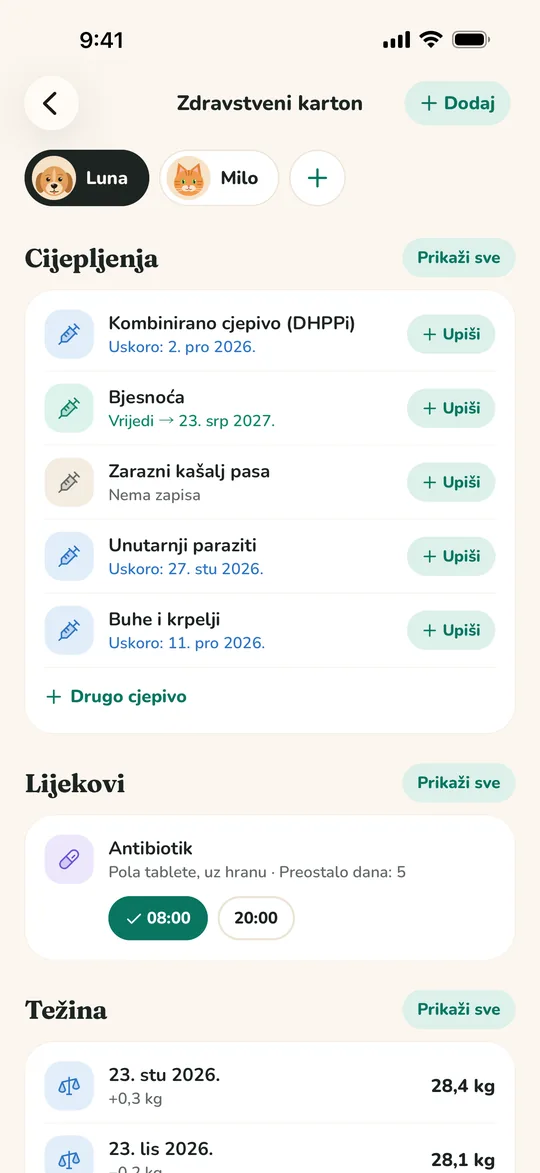 9:41
Zdravstveni karton
+ Dodaj
Luna
Milo
Cijepljenja
Prikaži sve
Kombinirano cjepivo (DHPPi)
Uskoro: 2. pro 2026.
+ Upiši
Bjesnoća
Vrijedi → 23. srp 2027.
+ Upiši
Zarazni kašalj pasa
Nema zapisa
+ Upiši
Unutarnji paraziti
Uskoro: 27. stu 2026.
+ Upiši
Buhe i krpelji
Uskoro: 11. pro 2026.
+ Upiši
+ Drugo cjepivo
Lijekovi
Prikaži sve
Antibiotik
Pola tablete, uz hranu · Preostalo dana: 5
✓ 08:00
20:00
Težina
Prikaži sve
23. stu 2026.
+0,3 kg
28,4 kg
23. lis 2026.
−0,2 kg
28,1 kg